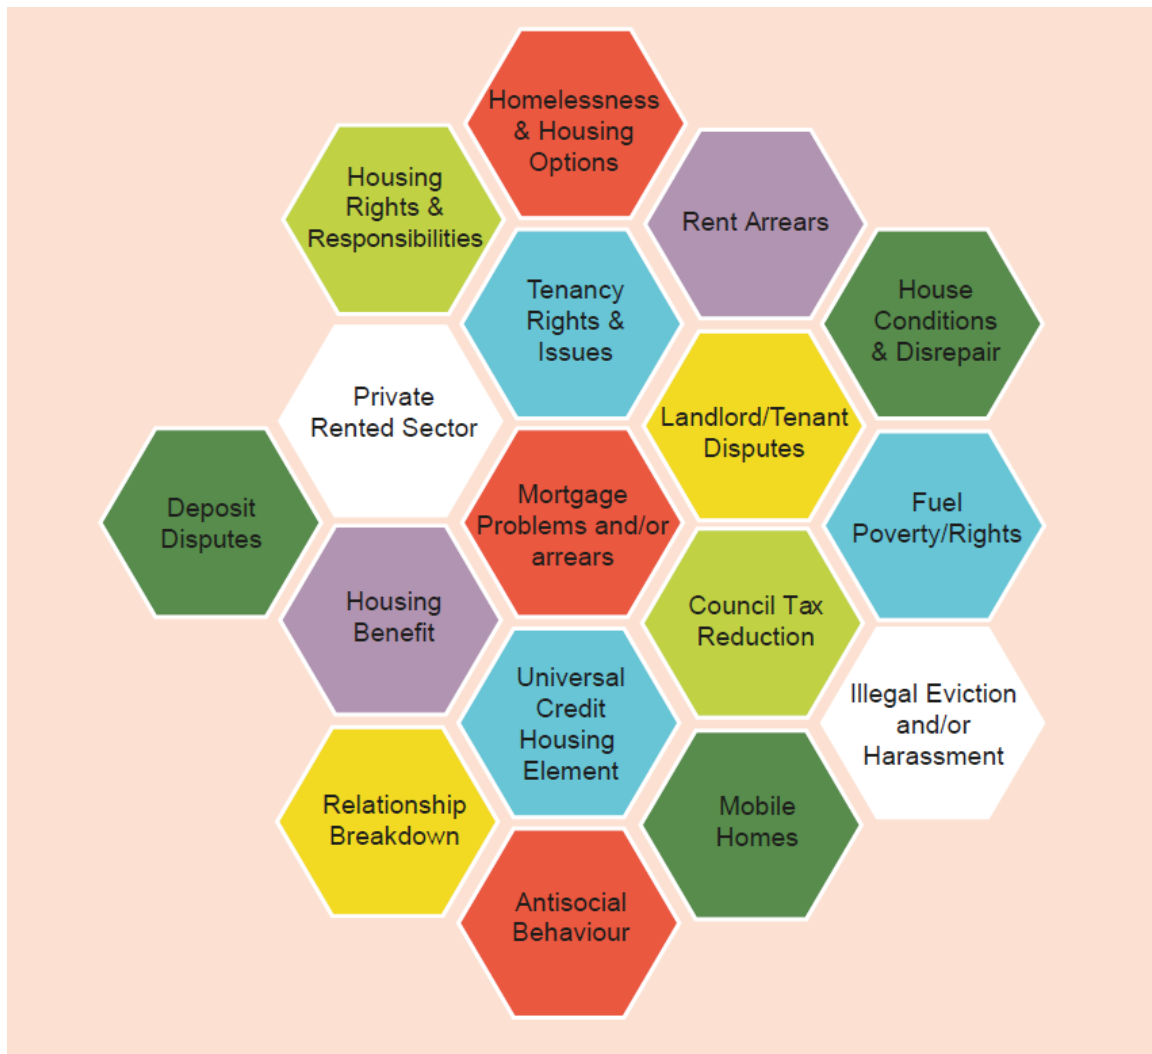 Homelessness
& Housing
Options
Housing
Rights &
Responsibilities
Rent Arrears
Tenancy
Rights &
Issues
House
Conditions
& Disrepair
Private
Rented Sector
Landlord/Tenant
Disputes
Deposit
Disputes
Mortgage
Problems and/or
arrears
Fuel
Poverty/Rights
Housing
Benefit
Council Tax
Reduction
Universal
Credit
Housing
Element
Illegal Eviction
and/or
Harassment
Relationship
Breakdown
Mobile
Homes
Antisocial
Behaviour